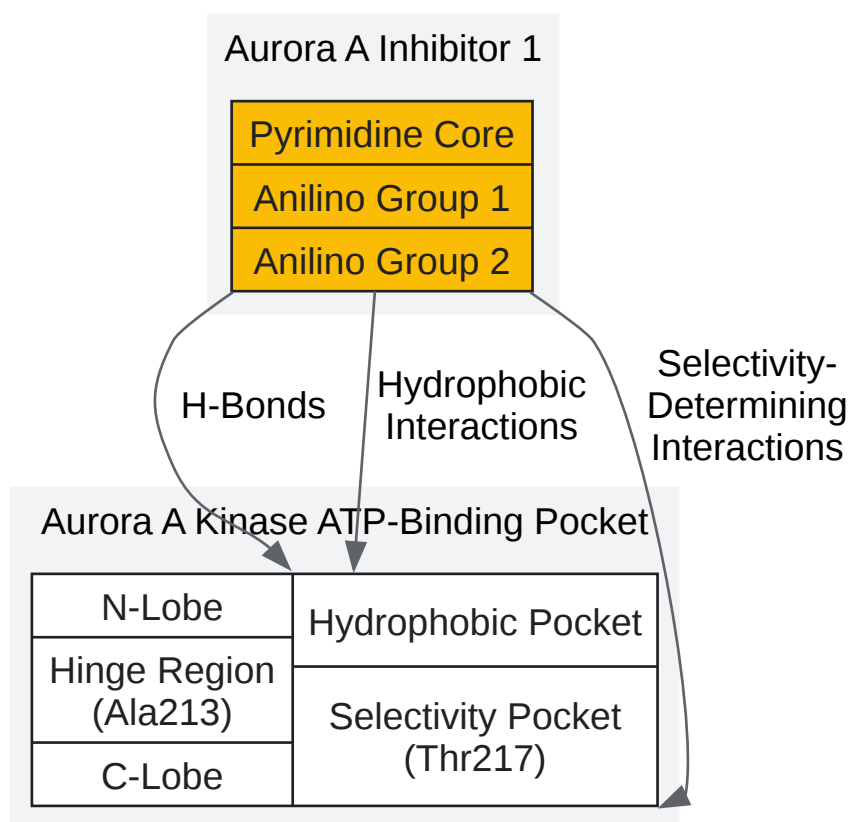 Aurora A Inhibitor 1
Pyrimidine Core
Anilino Group 1
Anilino Group 2
H-Bonds
Hydrophobic
Interactions
Selectivity-
Determining
Interactions
Aurora A Kinase ATP-Binding Pocket
N-Lobe
Hinge Region
(Ala213)
C-Lobe
Hydrophobic Pocket
Selectivity Pocket
(Thr217)